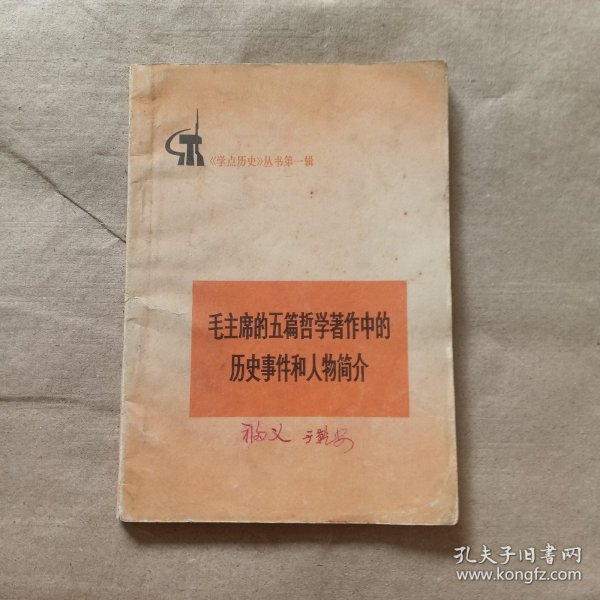 《学点历史》丛书第一辑
毛主席的五篇哲学著作中的
历史事件和人物简介
孔夫子旧书网
www.kongfz.com